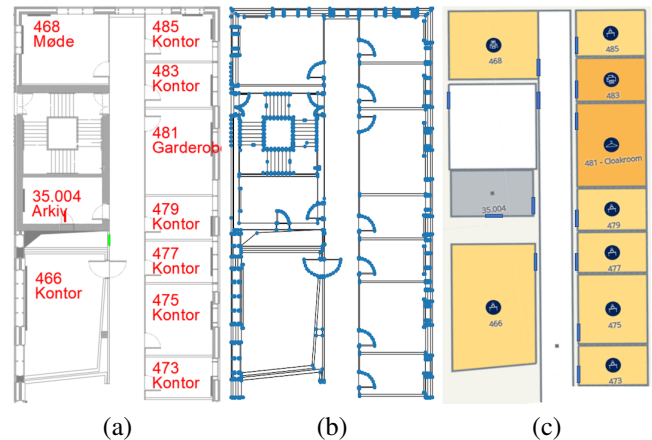 468
Møde
485
Kontor
483
Kontor
481
Garderob
35.004
Arkiv
479
Kontor
477
Kontor
466
Kontor
475
Kontor
473
Kontor
468
485
483
481 - Cloakroom
35.004
479
477
466
475
473
(a) (b) (c)